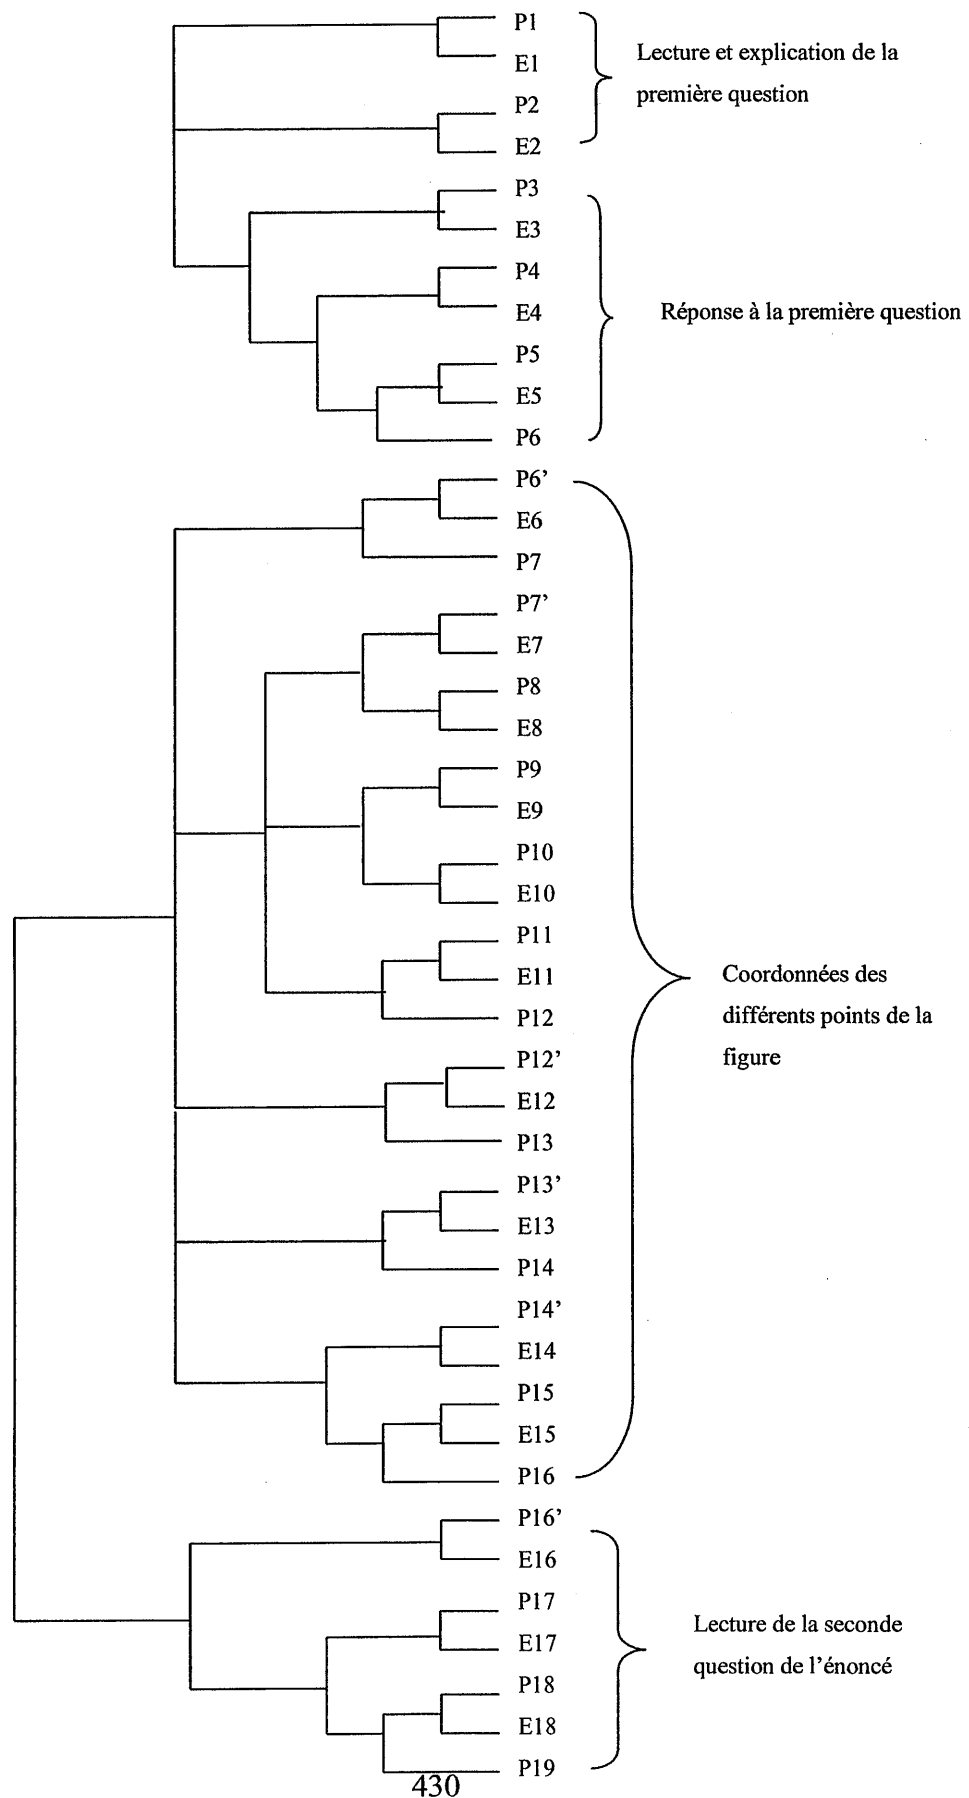 P1
E1
Lecture et explication de la
première question
P2
E2
P3
E3
P4
E4
Réponse à la première question
P5
E5
P6
P6’
E6
P7
P7’
E7
P8
E8
P9
E9
P10
E10
P11
E11
P12
Coordonnées des
différents points de la
figure
P12’
E12
P13
P13’
E13
P14
P14’
E14
P15
E15
P16
P16’
E16
P17
E17
Lecture de la seconde
question de l’énoncé
P18
E18
P19
430